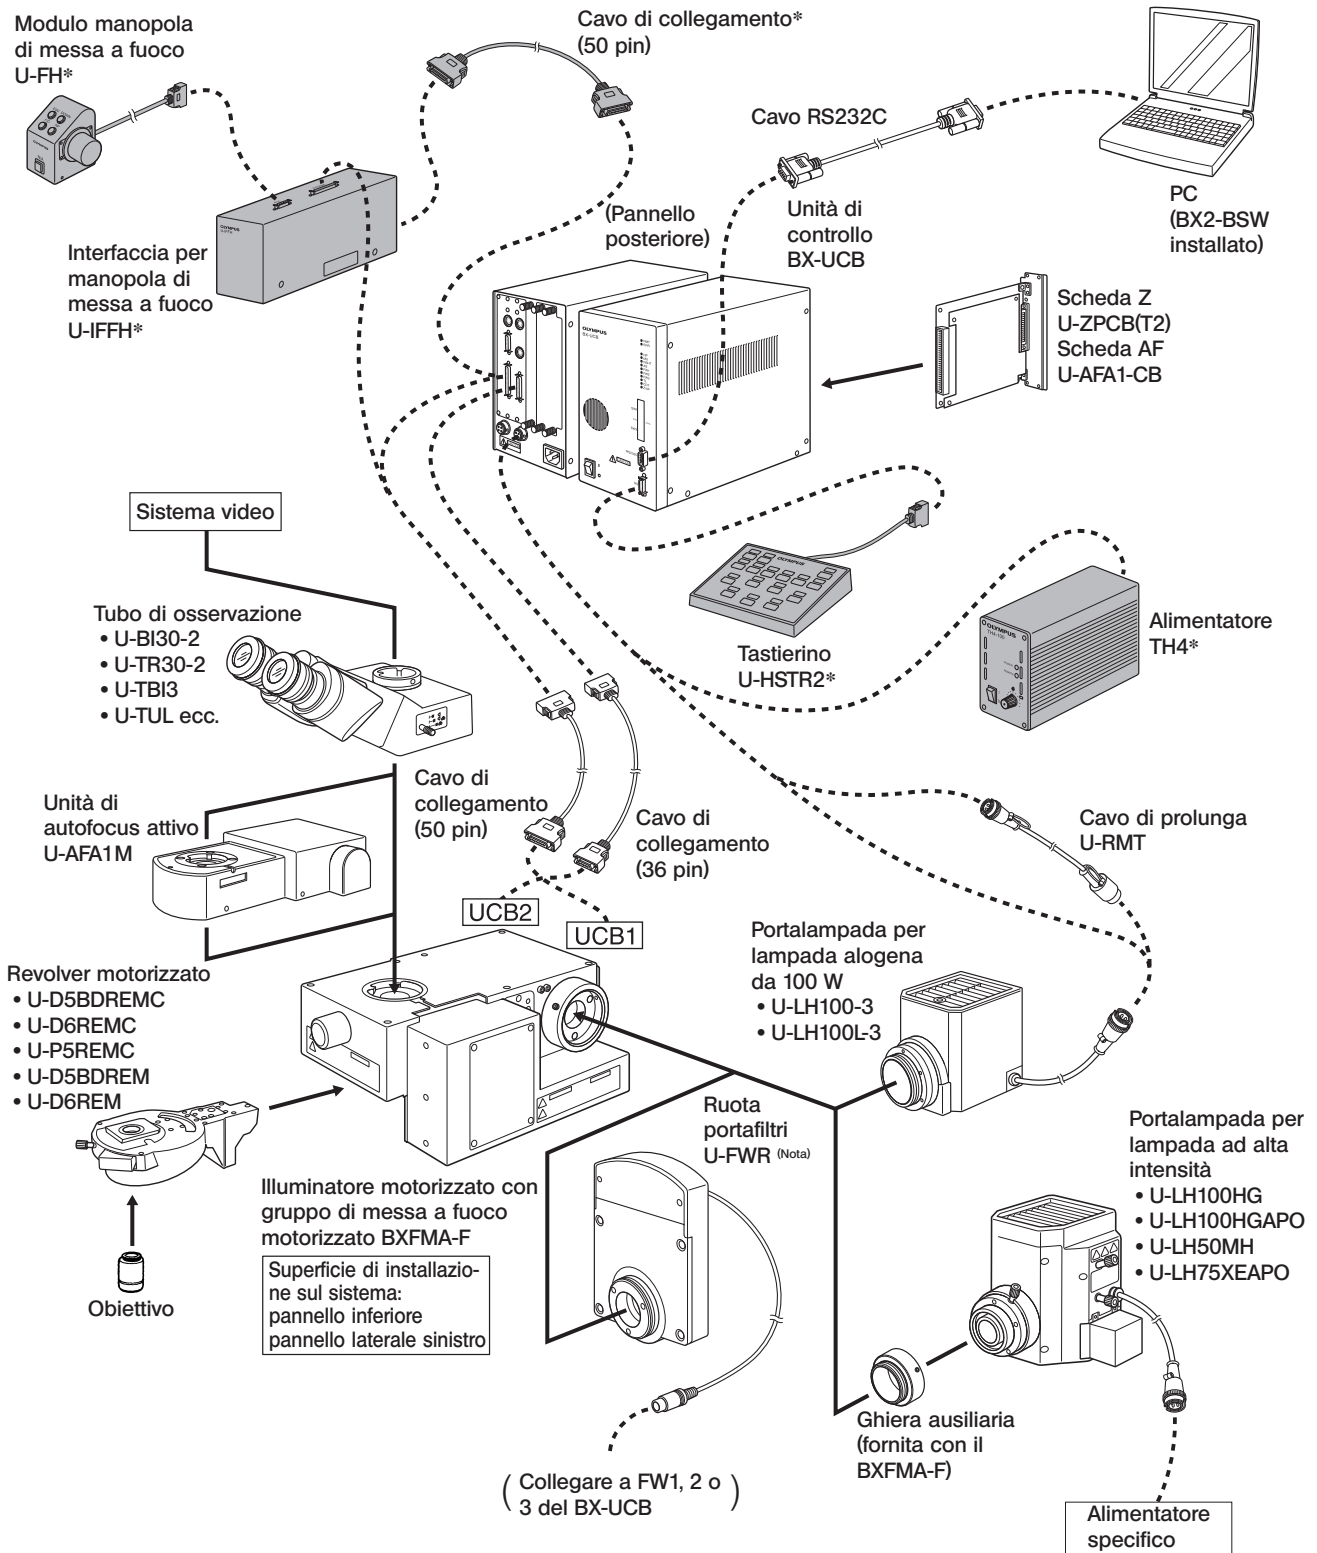 Modulo manopola
di messa a fuoco
U-FH*
Cavo di collegamento*
(50 pin)
Cavo RS232C
PC
(BX2-BSW
installato)
Interfaccia per
manopola di
messa a fuoco
U-IFFH*
(Pannello
posteriore)
Unità di
controllo
BX-UCB
Scheda Z
U-ZPCB(T2)
Scheda AF
U-AFA1-CB
OLYMPUS
BX-UCB
Sistema video
Tubo di osservazione
• U-BI30-2
• U-TR30-2
• U-TBI3
• U-TUL ecc.
OLYMPUS
Tastierino
U-HSTR2*
OLYMPUS
TH4-100
Alimentatore
TH4*
Unità di
autofocus attivo
U-AFA1M
Cavo di
collegamento
(50 pin)
Cavo di
collegamento
(36 pin)
Cavo di prolunga
U-RMT
UCB2
UCB1
Revolver motorizzato
• U-D5BDREMC
• U-D6REMC
• U-P5REMC
• U-D5BDREM
• U-D6REM
Portalampada per
lampada alogena
da 100 W
• U-LH100-3
• U-LH100L-3
Ruota
portafiltri
U-FWR (Nota)
Portalampada per
lampada ad alta
intensità
• U-LH100HG
• U-LH100HGAPO
• U-LH50MH
• U-LH75XEAPO
Illuminatore motorizzato con
gruppo di messa a fuoco
motorizzato BXFMA-F
Superficie di installazio-
ne sul sistema:
pannello inferiore
pannello laterale sinistro
Obiettivo
Ghiera ausiliaria
(fornita con il
BXFMA-F)
( Collegare a FW1, 2 o
3 del BX-UCB )
Alimentatore
specifico